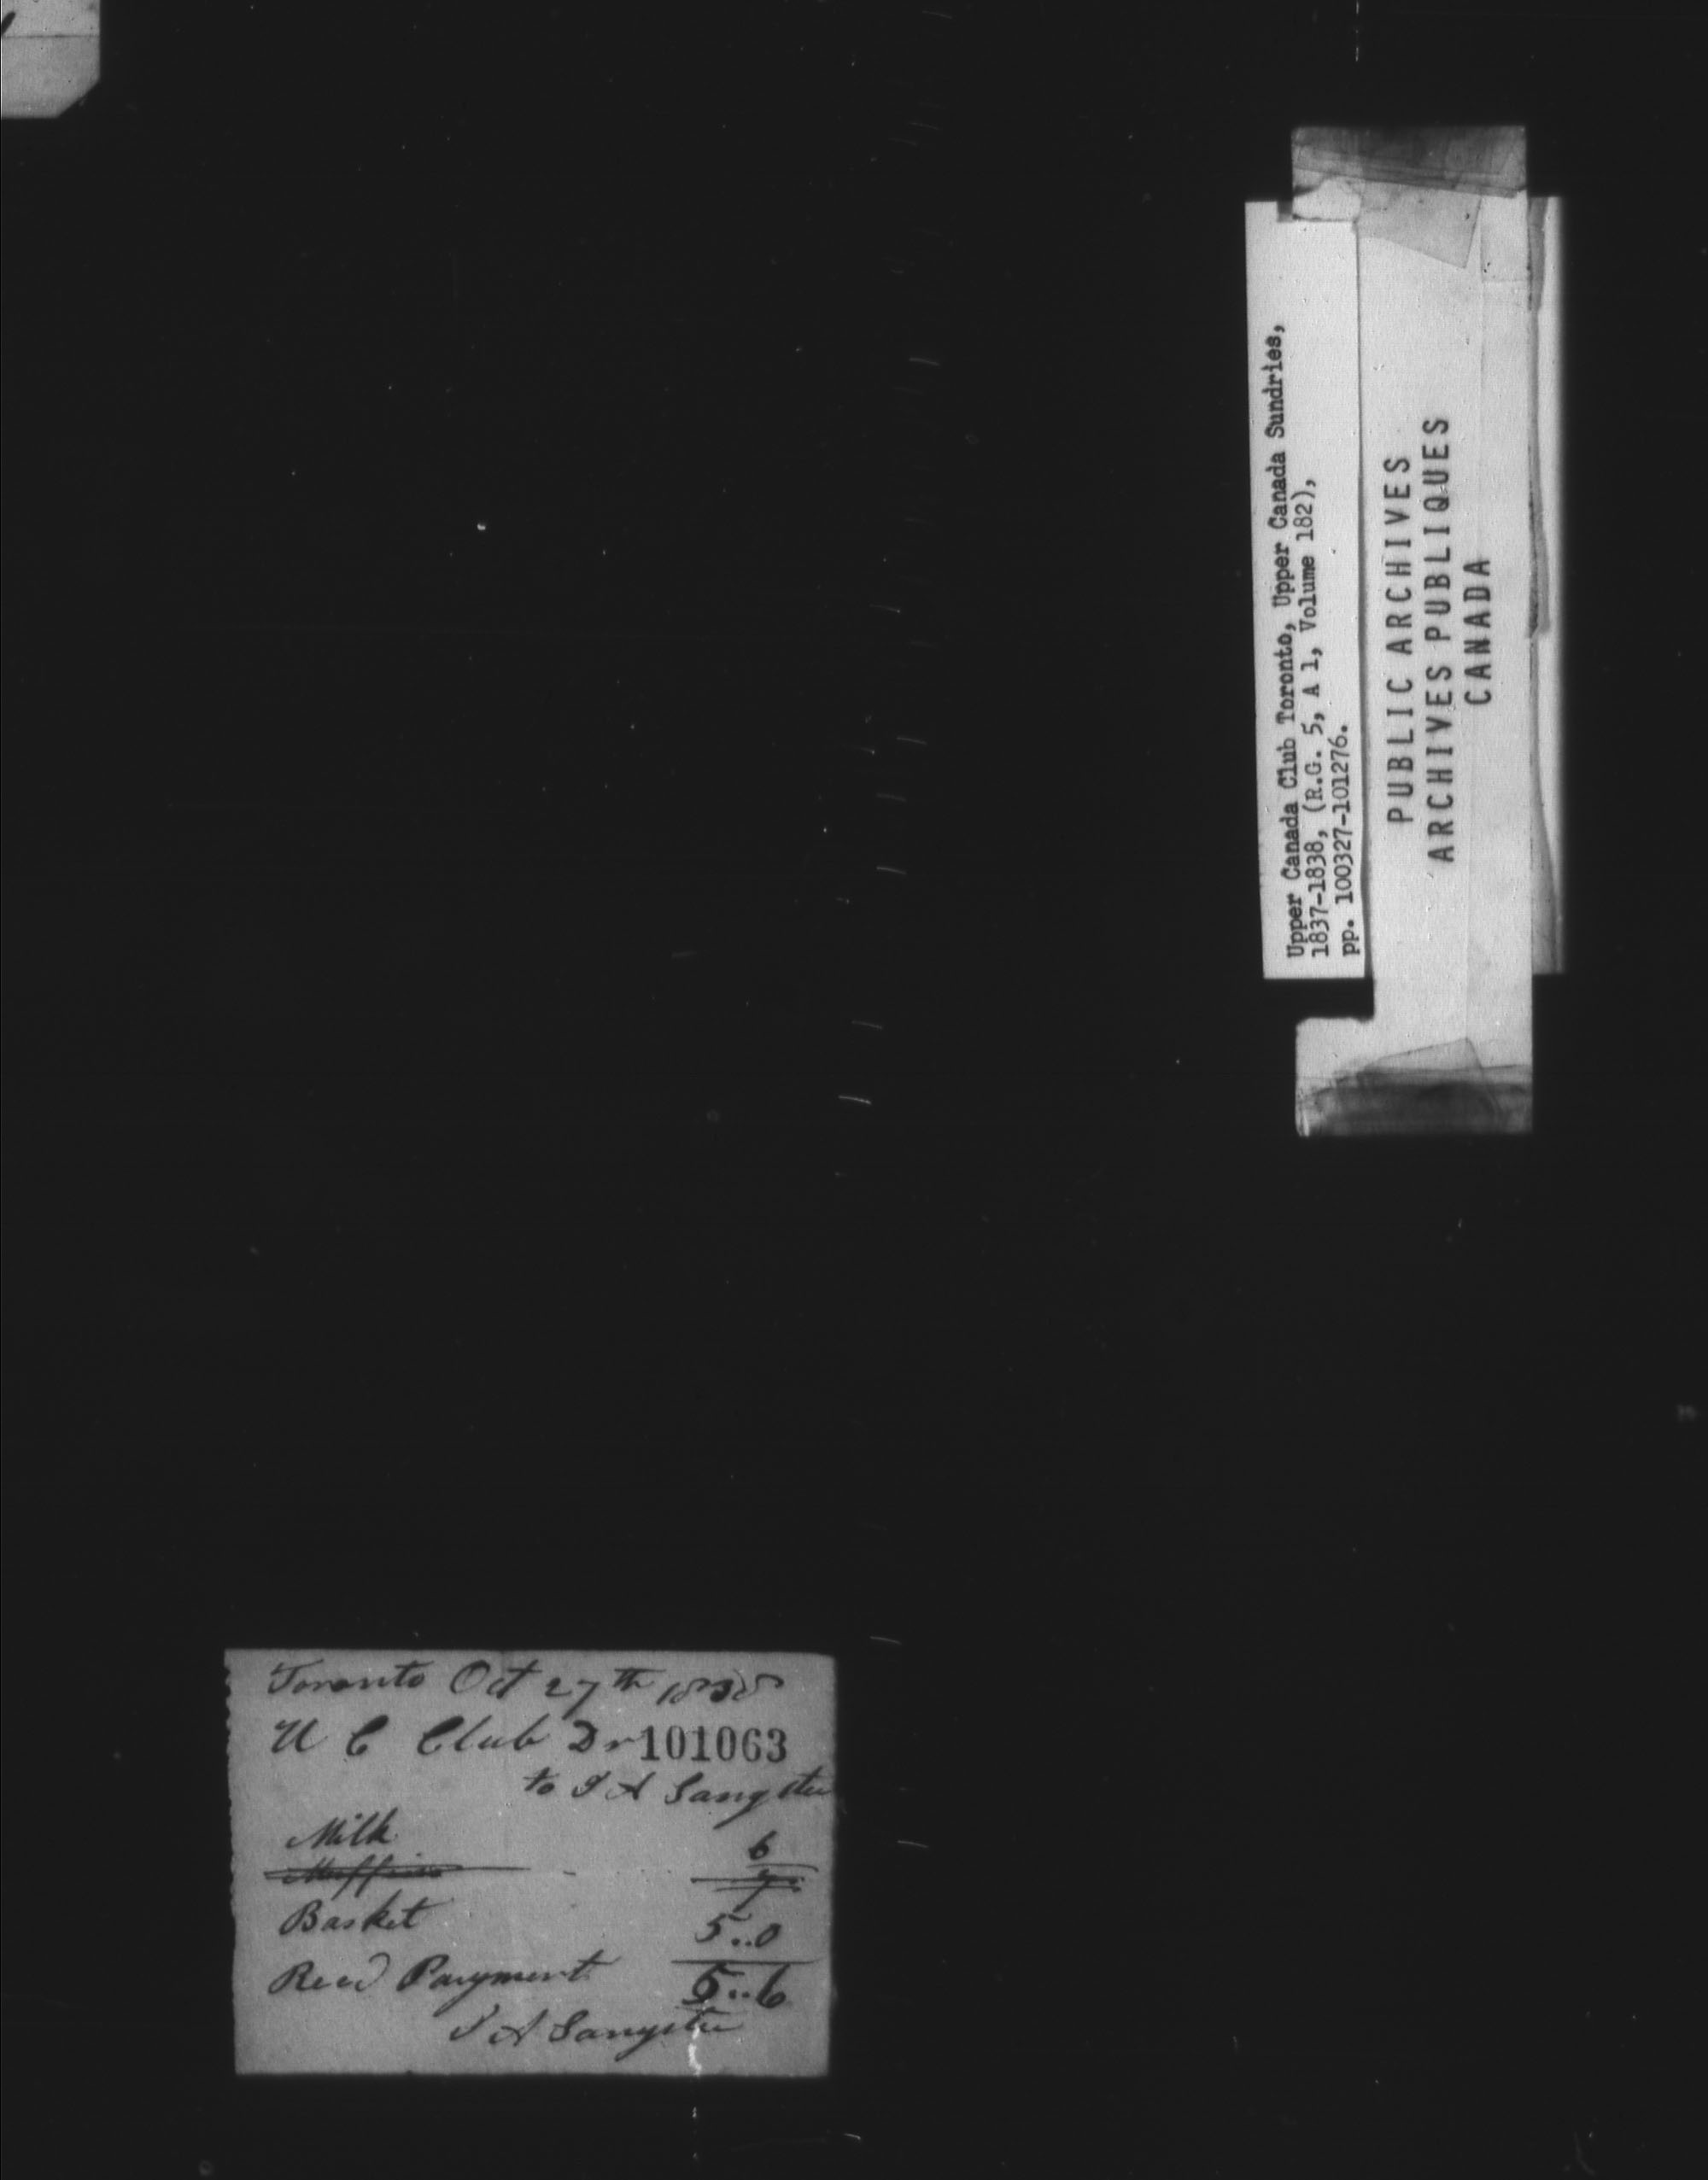 Upper Canada Club Toronto, Upper Canada Sundries,
1837-1838, (R.G. 5, A 1, Volume 182),
pp. 100327-101276.
PUBLIC ARCHIVES
ARCHIVES PUBLIQUES
CANADA
Toronto Oct 27th 1838
U C Club Dr 101063
to J A Sangster
Milk 6
Muffins 7
Basket 5..0
Recd Payment 5..6
J A Sangster